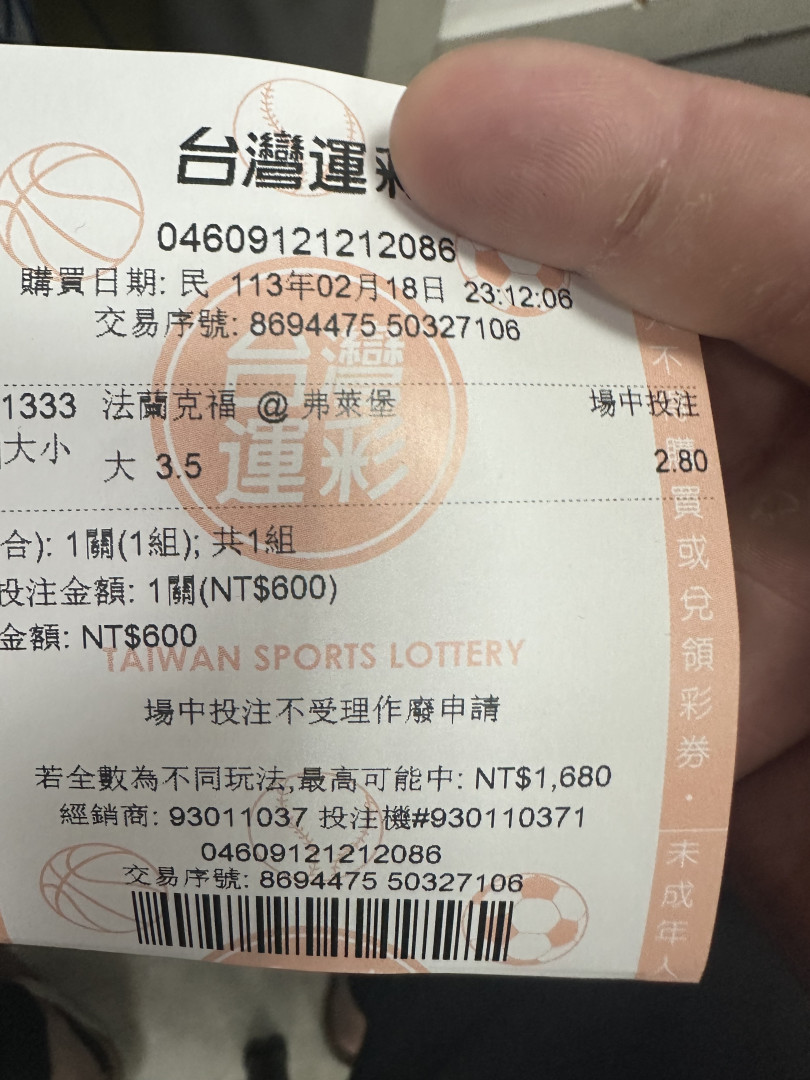 台灣運
04609121212086
購買日期: 民 113年02月18日 23:12:06
交易序號: 8694475 50327106
台灣
運彩
1333 法蘭克福 @ 弗萊堡 場中投注
大小 大 3.5 2.80
合): 1關(1組); 共1組
投注金額: 1關(NT$600)
金額: NT$600
TAIWAN SPORTS LOTTERY
場中投注不受理作廢申請
若全數為不同玩法,最高可能中: NT$1,680
經銷商: 93011037 投注機#930110371
04609121212086
交易序號: 8694475 50327106
不得購買或兌領彩券・未成年人